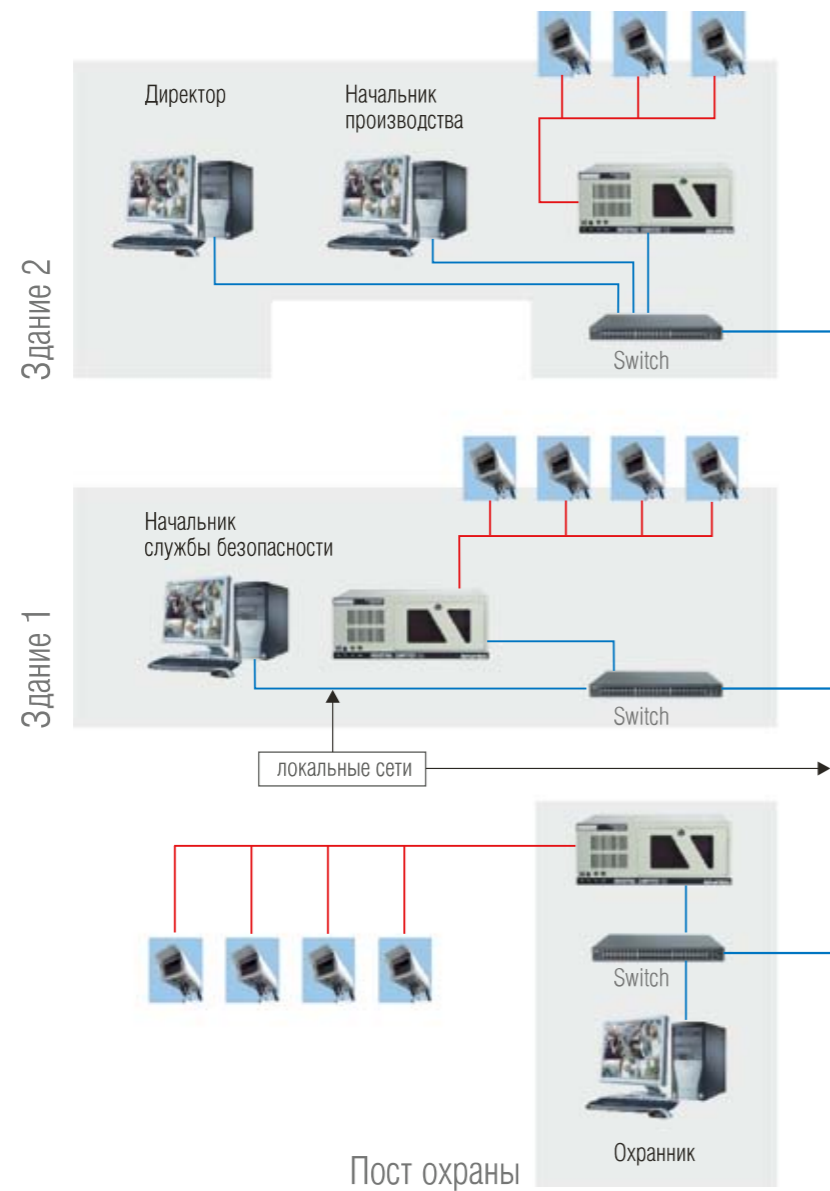 Директор
Начальник
производства
Здание 2
Switch
Начальник
службы безопасности
Здание 1
Switch
локальные сети
Switch
Охранник
Пост охраны